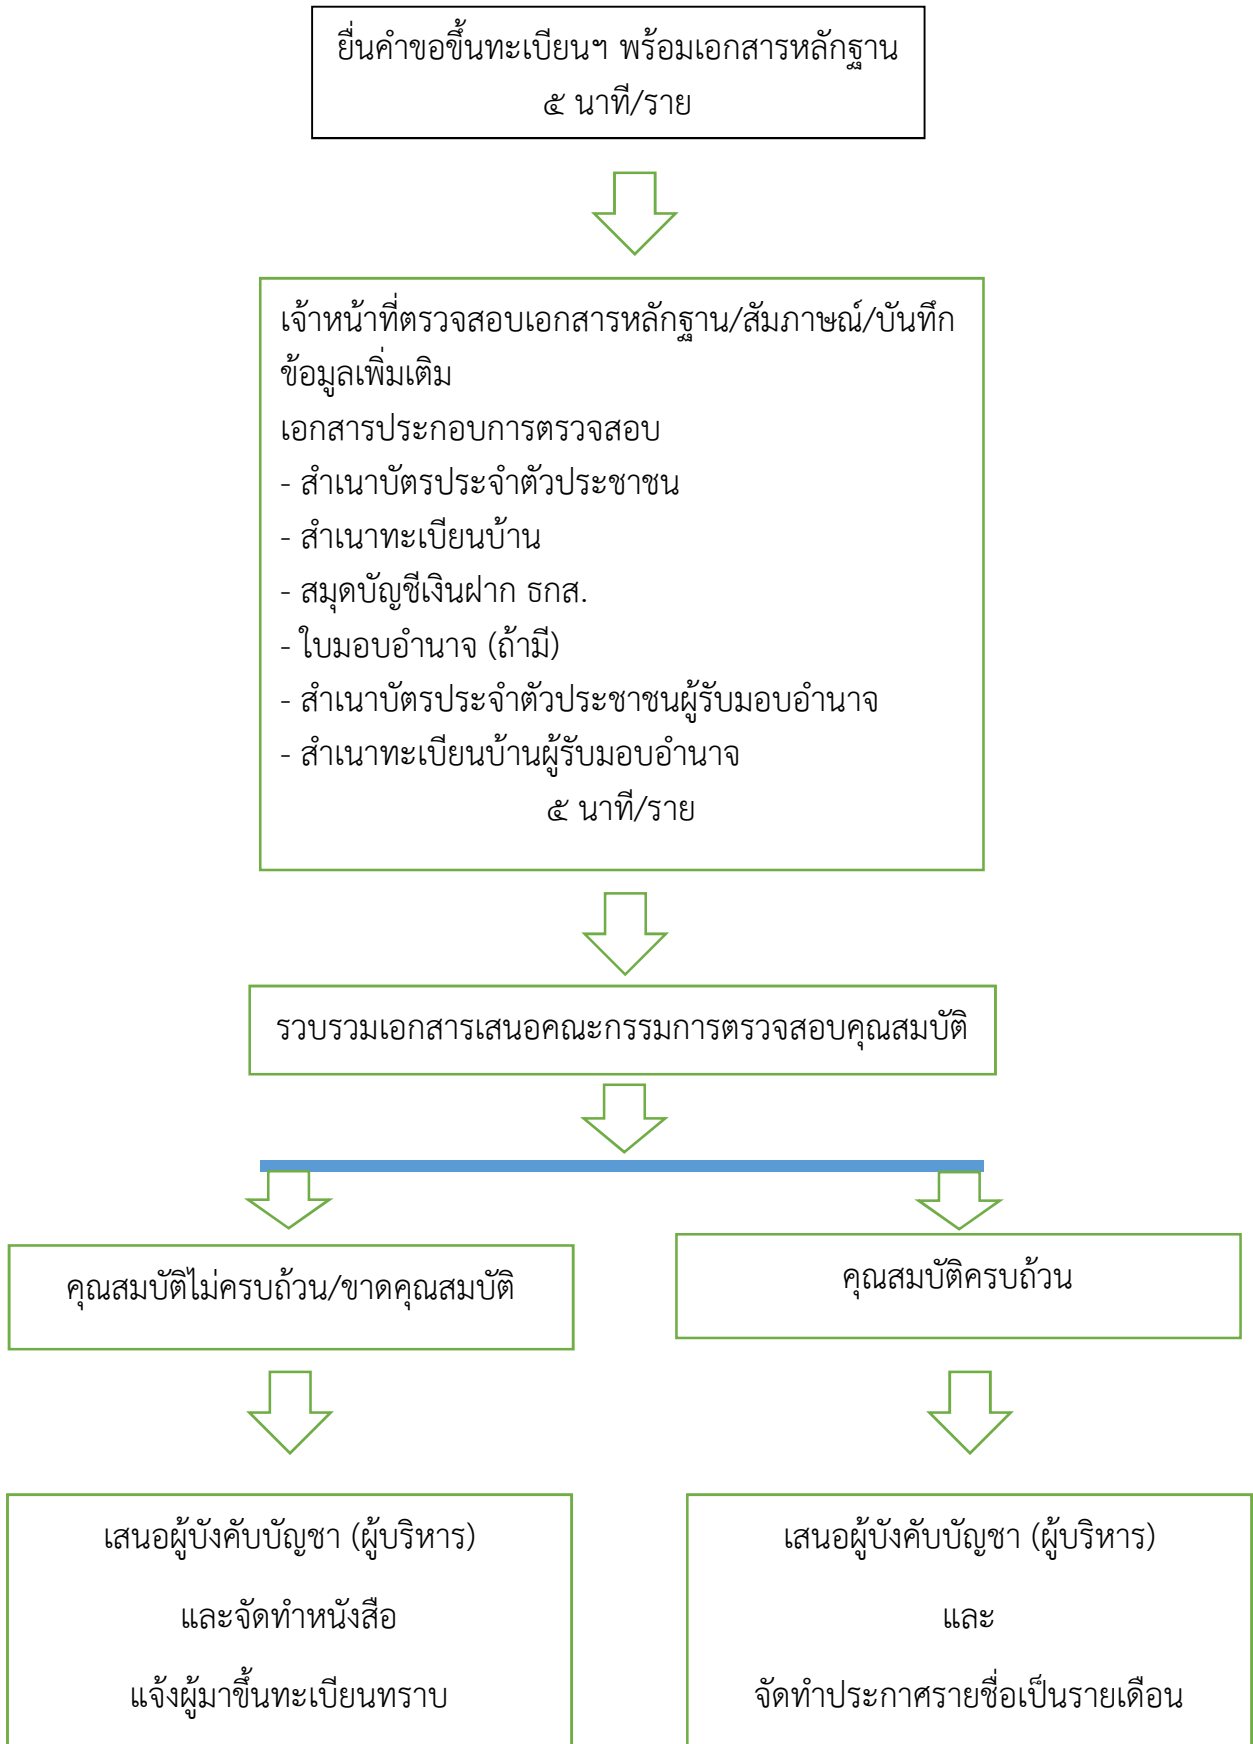 ยื่นคำขอขึ้นทะเบียนฯ พร้อมเอกสารหลักฐาน
๕ นาที/ราย
เจ้าหน้าที่ตรวจสอบเอกสารหลักฐาน/สัมภาษณ์/บันทึก
ข้อมูลเพิ่มเติม
เอกสารประกอบการตรวจสอบ
- สำเนาบัตรประจำตัวประชาชน
- สำเนาทะเบียนบ้าน
- สมุดบัญชีเงินฝาก ธกส.
- ใบมอบอำนาจ (ถ้ามี)
- สำเนาบัตรประจำตัวประชาชนผู้รับมอบอำนาจ
- สำเนาทะเบียนบ้านผู้รับมอบอำนาจ
๕ นาที/ราย
รวบรวมเอกสารเสนอคณะกรรมการตรวจสอบคุณสมบัติ
คุณสมบัติไม่ครบถ้วน/ขาดคุณสมบัติ
คุณสมบัติครบถ้วน
เสนอผู้บังคับบัญชา (ผู้บริหาร)
และจัดทำหนังสือ
แจ้งผู้มาขึ้นทะเบียนทราบ
เสนอผู้บังคับบัญชา (ผู้บริหาร)
และ
จัดทำประกาศรายชื่อเป็นรายเดือน